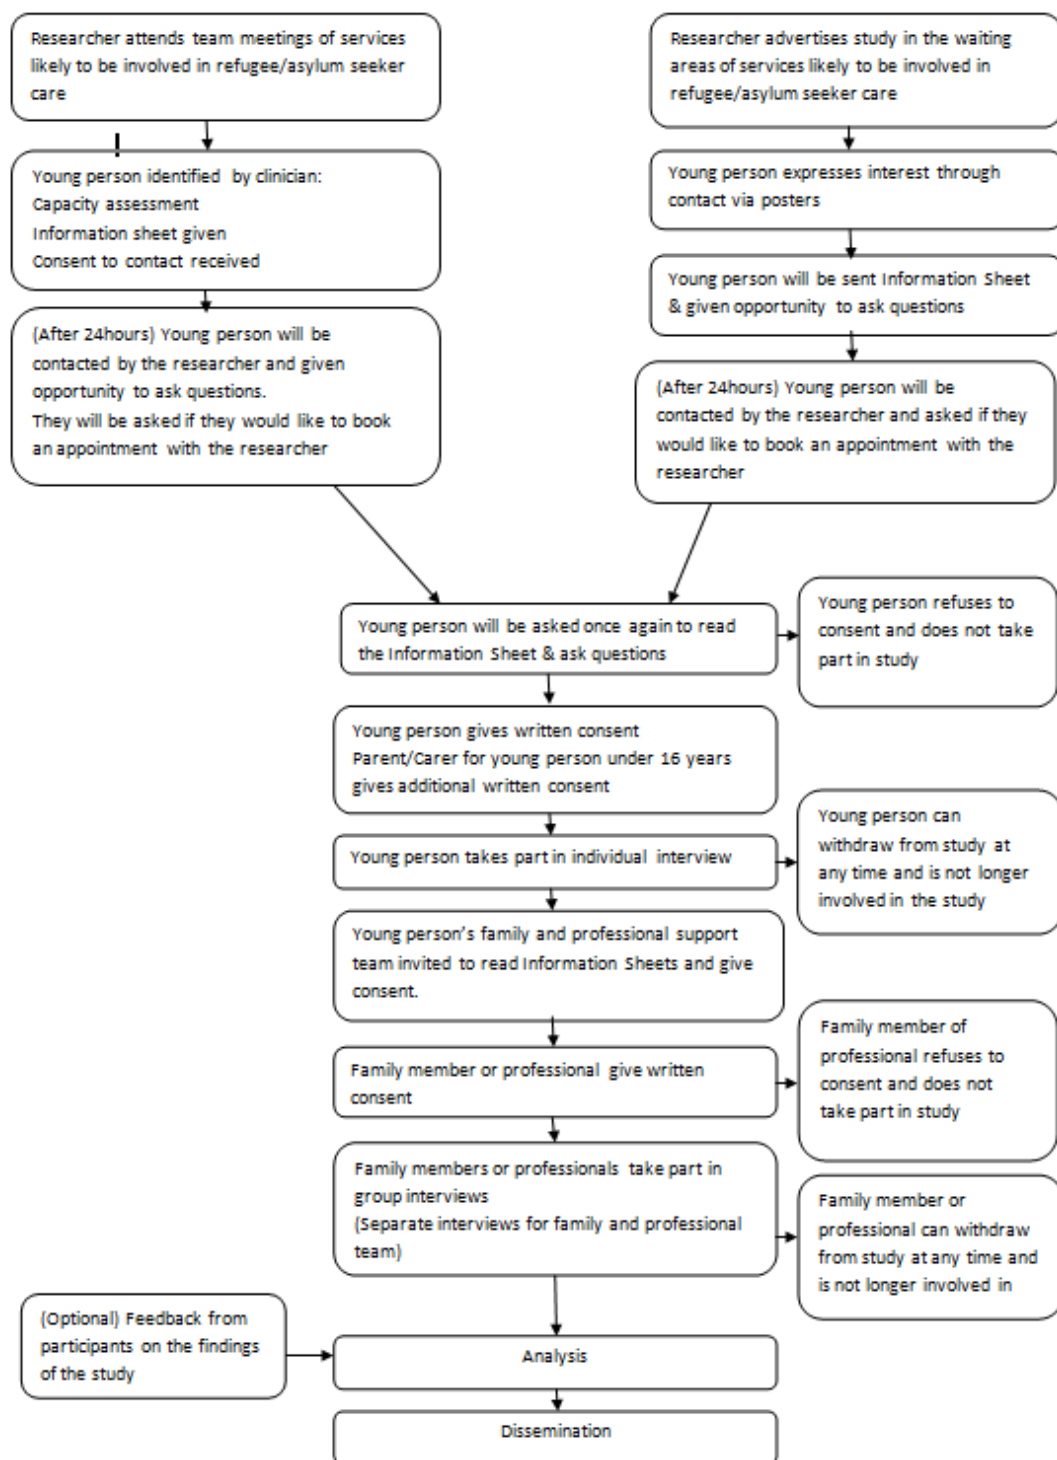 Researcher attends team meetings of services
likely to be involved in refugee/asylum seeker
care
Researcher advertises study in the waiting
areas of services likely to be involved in
refugee/asylum seeker care
Young person identified by clinician:
Capacity assessment
Information sheet given
Consent to contact received
Young person expresses interest through
contact via posters
Young person will be sent Information Sheet
& given opportunity to ask questions
(After 24hours) Young person will be
contacted by the researcher and given
opportunity to ask questions.
They will be asked if they would like to book
an appointment with the researcher
(After 24hours) Young person will be
contacted by the researcher and asked if they
would like to book an appointment with the
researcher
Young person will be asked once again to read
the Information Sheet & ask questions
Young person refuses to
consent and does not take
part in study
Young person gives written consent
Parent/Carer for young person under 16 years
gives additional written consent
Young person takes part in individual interview
Young person can
withdraw from study at
any time and is not longer
involved in the study
Young person's family and professional support
team invited to read Information Sheets and give
consent.
Family member or professional give written
consent
Family member of
professional refuses to
consent and does not
take part in study
Family members or professionals take part in
group interviews
(Separate interviews for family and professional
team)
Family member or
professional can withdraw
from study at any time and
is not longer involved in
(Optional) Feedback from
participants on the findings
of the study
Analysis
Dissemination